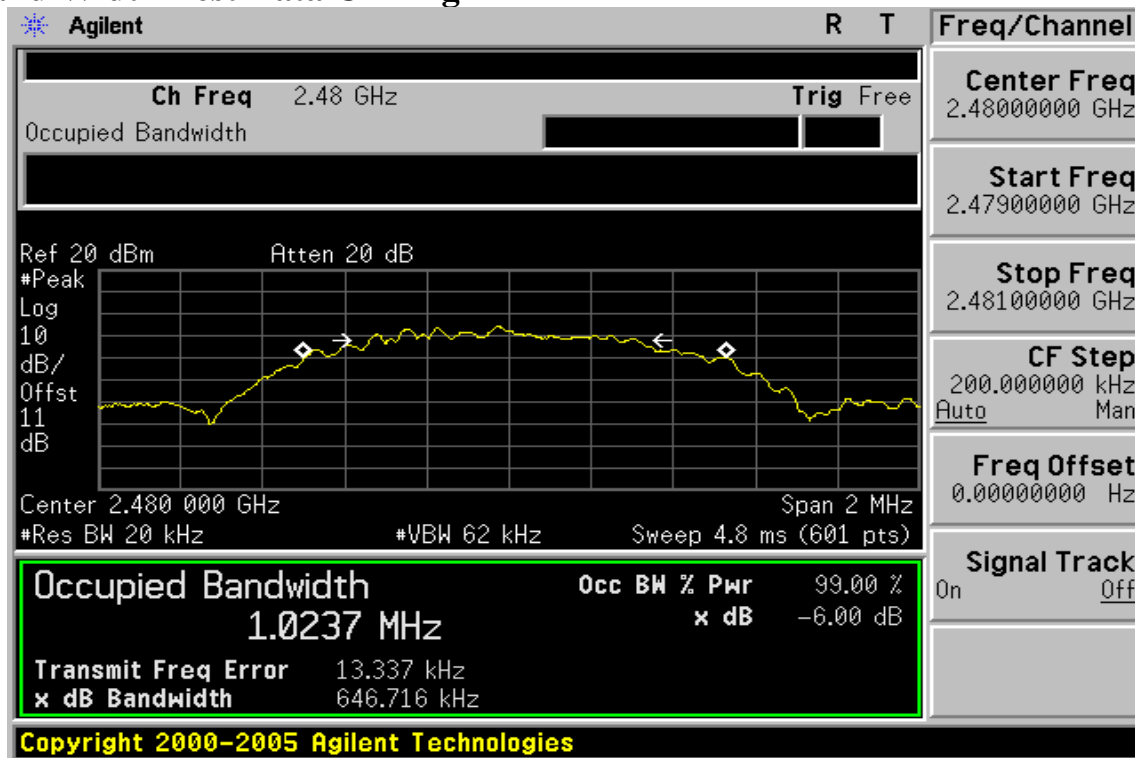 Agilent R T
Freq/Channel
Ch Freq 2.48 GHz Trig Free
Occupied Bandwidth
Center Freq
2.48000000 GHz
Start Freq
2.47900000 GHz
Stop Freq
2.48100000 GHz
CF Step
200.000000 kHz
Auto Man
Freq Offset
0.00000000 Hz
Signal Track
On Off
Ref 20 dBm Atten 20 dB
#Peak
Log
10
dB/
Offst
11
dB
Center 2.480 000 GHz Span 2 MHz
#Res BW 20 kHz #VBW 62 kHz Sweep 4.8 ms (601 pts)
Occupied Bandwidth Occ BW % Pwr 99.00 %
1.0237 MHz x dB -6.00 dB
Transmit Freq Error 13.337 kHz
x dB Bandwidth 646.716 kHz
Copyright 2000-2005 Agilent Technologies